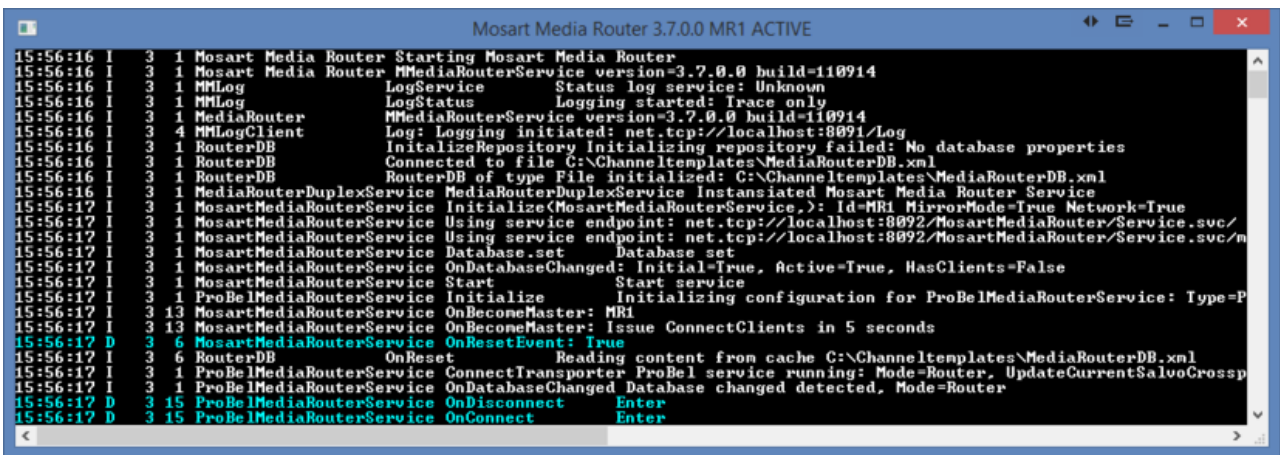 Mosart Media Router 3.7.0.0 MR1 ACTIVE
15:56:16 I 3 1 Mosart Media Router Starting Mosart Media Router
15:56:16 I 3 1 Mosart Media Router MMediaRouterService version=3.7.0.0 build=110914
15:56:16 I 3 1 MMLog LogService Status log service: Unknown
15:56:16 I 3 1 MMLog LogStatus Logging started: Trace only
15:56:16 I 3 1 MediaRouter MMediaRouterService version=3.7.0.0 build=110914
15:56:16 I 3 4 MMLogClient Log: Logging initiated: net.tcp://localhost:8091/Log
15:56:16 I 3 1 RouterDB InitalizeRepository Initializing repository failed: No database properties
15:56:16 I 3 1 RouterDB Connected to file C:\Channeltemplates\MediaRouterDB.xml
15:56:16 I 3 1 RouterDB RouterDB of type File initialized: C:\Channeltemplates\MediaRouterDB.xml
15:56:16 I 3 1 MediaRouterDuplexService MediaRouterDuplexService Instansiated Mosart Media Router Service
15:56:17 I 3 1 MosartMediaRouterService Initialize(MosartMediaRouterService,): Id=MR1 MirrorMode=True Network=True
15:56:17 I 3 1 MosartMediaRouterService Using service endpoint: net.tcp://localhost:8092/MosartMediaRouter/Service.svc/
15:56:17 I 3 1 MosartMediaRouterService Using service endpoint: net.tcp://localhost:8092/MosartMediaRouter/Service.svc/m
15:56:17 I 3 1 MosartMediaRouterService Database.set Database set
15:56:17 I 3 1 MosartMediaRouterService OnDatabaseChanged: Initial=True, Active=True, HasClients=False
15:56:17 I 3 1 MosartMediaRouterService Start Start service
15:56:17 I 3 1 ProBelMediaRouterService Initialize Initializing configuration for ProBelMediaRouterService: Type=P
15:56:17 I 3 13 MosartMediaRouterService OnBecomeMaster: MR1
15:56:17 I 3 13 MosartMediaRouterService OnBecomeMaster: Issue ConnectClients in 5 seconds
15:56:17 D 3 6 MosartMediaRouterService OnResetEvent: True
15:56:17 I 3 6 RouterDB OnReset Reading content from cache C:\Channeltemplates\MediaRouterDB.xml
15:56:17 I 3 1 ProBelMediaRouterService ConnectTransporter ProBel service running: Mode=Router, UpdateCurrentSalvoCrossp
15:56:17 I 3 1 ProBelMediaRouterService OnDatabaseChanged Database changed detected, Mode=Router
15:56:17 D 3 15 ProBelMediaRouterService OnDisconnect Enter
15:56:17 D 3 15 ProBelMediaRouterService OnConnect Enter